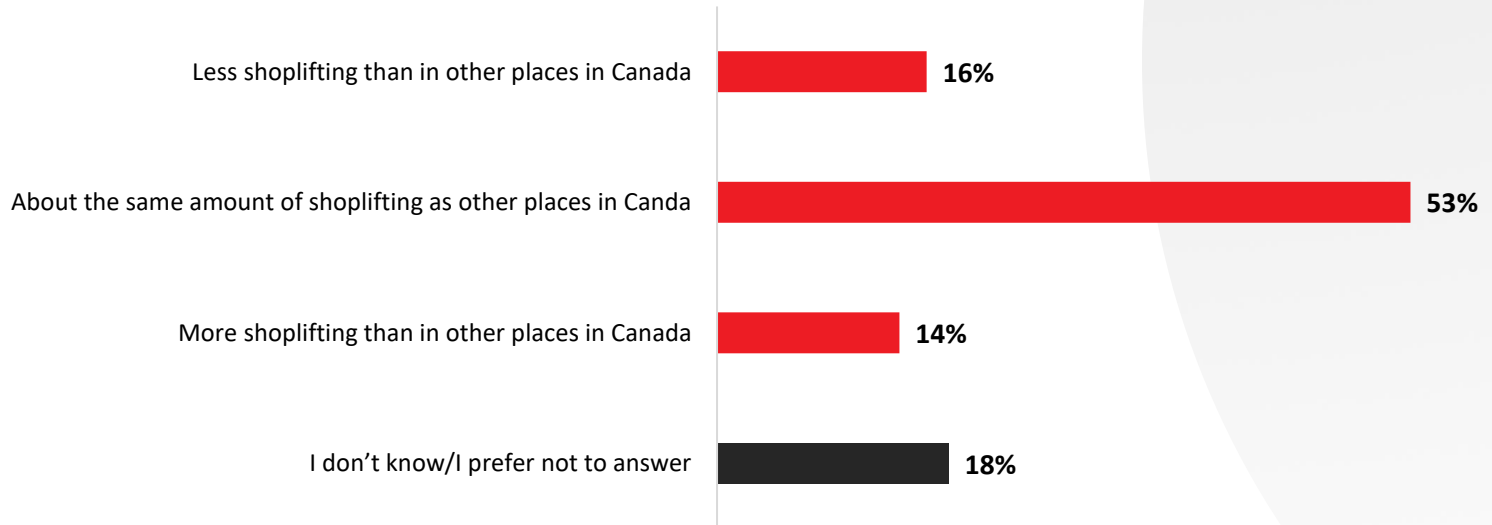 Less shoplifting than in other places in Canada
16%
About the same amount of shoplifting as other places in Canda
53%
More shoplifting than in other places in Canada
14%
I don’t know/I prefer not to answer
18%